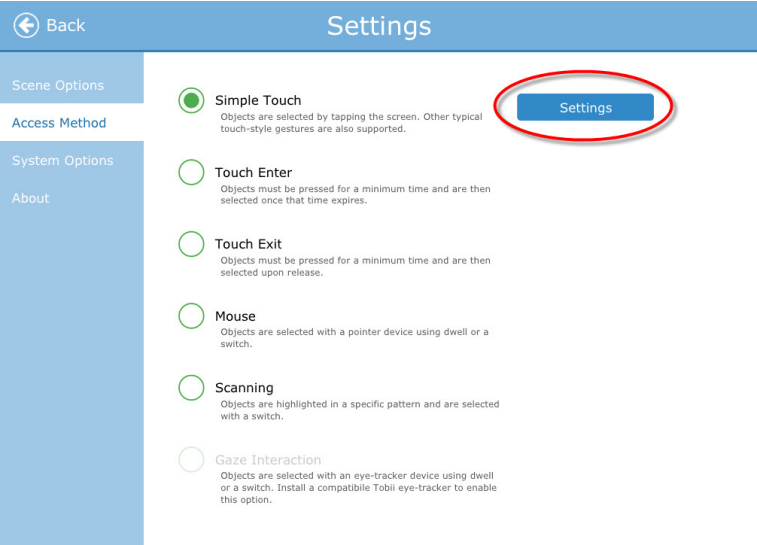 Back
Settings
Scene Options
Access Method
System Options
About
Simple Touch
Objects are selected by tapping the screen. Other typical
touch-style gestures are also supported.
Settings
Touch Enter
Objects must be pressed for a minimum time and are then
selected once that time expires.
Touch Exit
Objects must be pressed for a minimum time and are then
selected upon release.
Mouse
Objects are selected with a pointer device using dwell or a
switch.
Scanning
Objects are highlighted in a specific pattern and are selected
with a switch.
Gaze Interaction
Objects are selected with an eye-tracker device using dwell
or a switch. Install a compatibile Tobii eye-tracker to enable
this option.